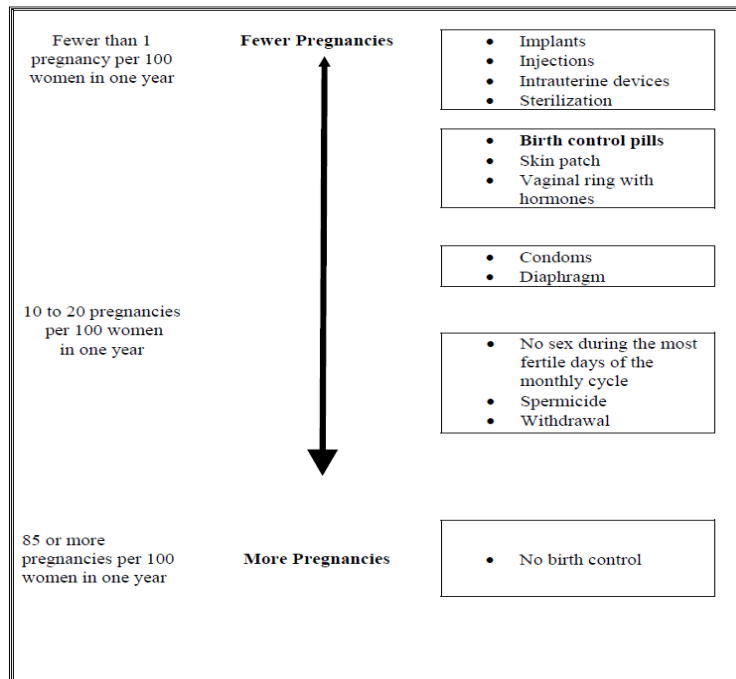 Fewer than 1
pregnancy per 100
women in one year
Fewer Pregnancies
• Implants
• Injections
• Intrauterine devices
• Sterilization
• Birth control pills
• Skin patch
• Vaginal ring with
hormones
• Condoms
• Diaphragm
10 to 20 pregnancies
per 100 women
in one year
• No sex during the most
fertile days of the
monthly cycle
• Spermicide
• Withdrawal
85 or more
pregnancies per 100
women in one year
More Pregnancies
• No birth control